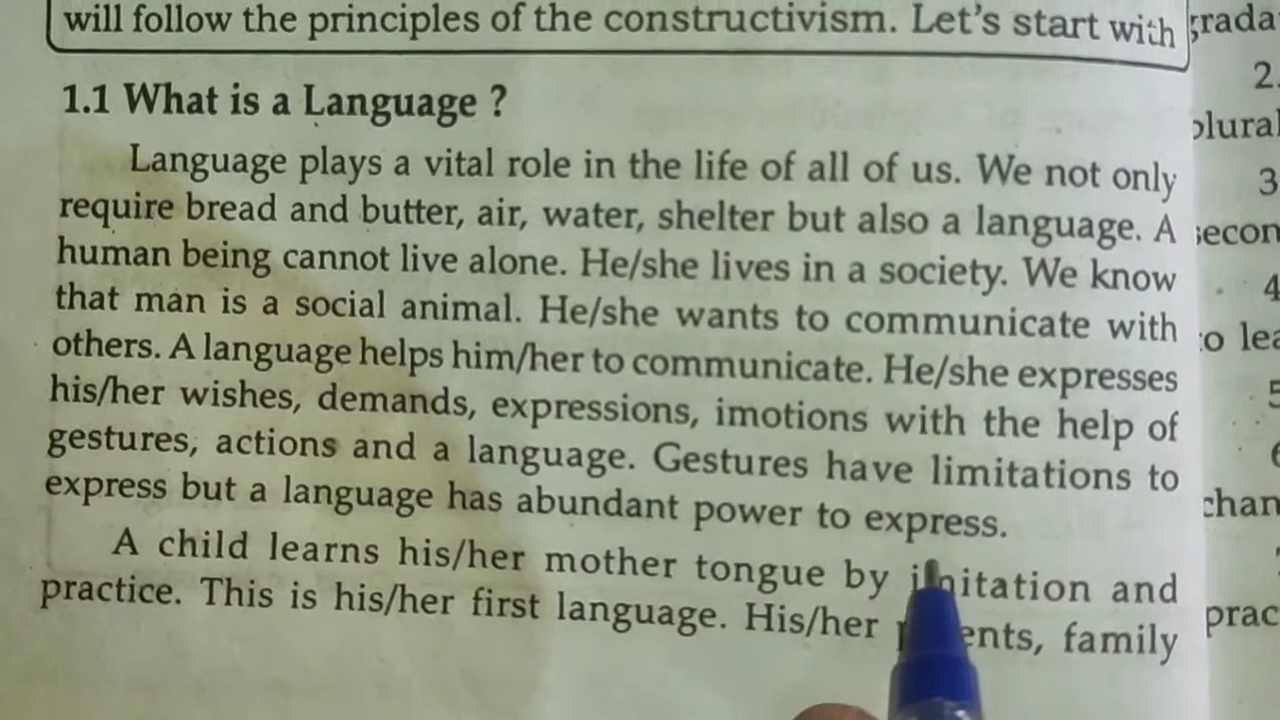 will follow the principles of the constructivism. Let's start with
1.1 What is a Language ?
Language plays a vital role in the life of all of us. We not only
require bread and butter, air, water, shelter but also a language. A
human being cannot live alone. He/she lives in a society. We know
that man is a social animal. He/she wants to communicate with
others. A language helps him/her to communicate. He/she expresses
his/her wishes, demands, expressions, imotions with the help of
gestures, actions and a language. Gestures have limitations to
express but a language has abundant power to express.
A child learns his/her mother tongue by imitation and
practice. This is his/her first language. His/her family
2.
3
4
5